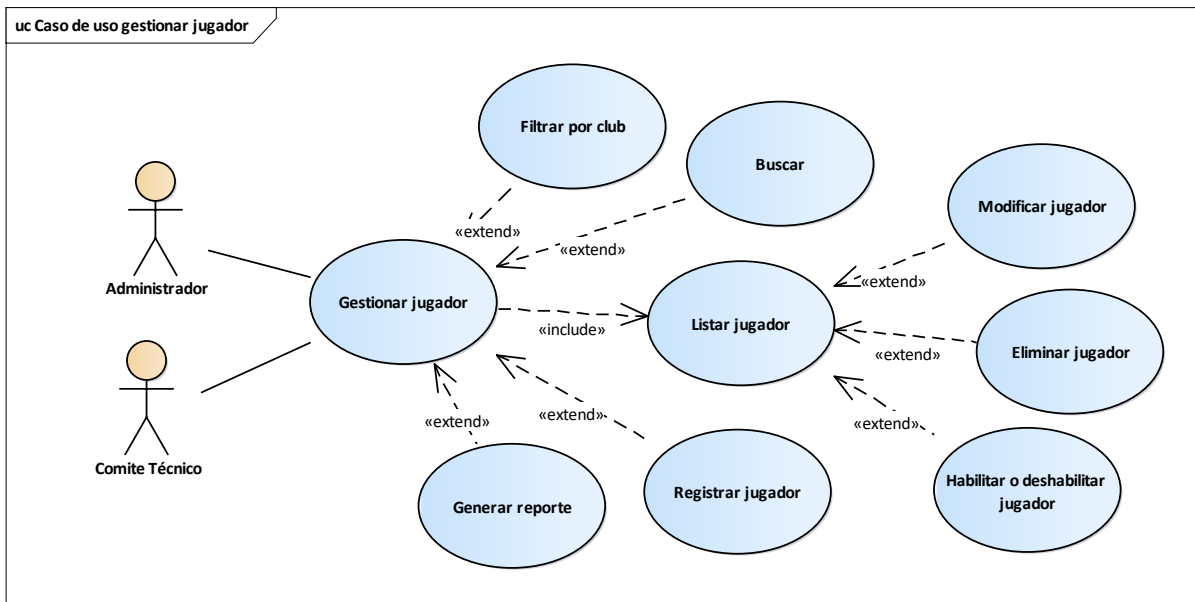 uc Caso de uso gestionar jugador
Filtrar por club
Buscar
Modificar jugador
«extend»
«extend»
«extend»
Administrador
Gestionar jugador
«include»
Listar jugador
«extend»
Eliminar jugador
«extend»
«extend»
«extend»
Comite Técnico
Generar reporte
Registrar jugador
Habilitar o deshabilitar
jugador